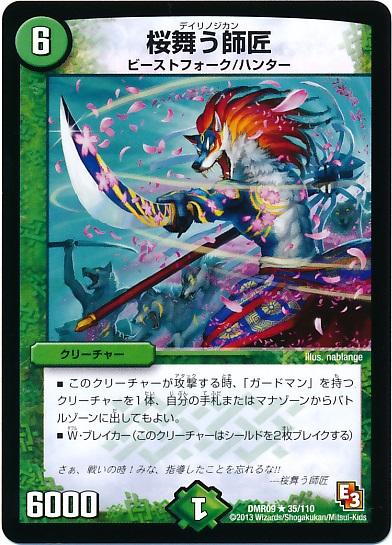 6
デイリノジカン
桜舞う師匠
ビーストフォーク/ハンター
illus. nablange
クリーチャー
■ このクリーチャーが攻撃する時、「ガードマン」を持つ
クリーチャーを1体、自分の手札またはマナゾーンからバト
ルゾーンに出してもよい。
■ W・ブレイカー(このクリーチャーはシールドを2枚ブレイクする)
さぁ、戦いの時！みな、指導したことを忘れるな!!
---桜舞う師匠
6000
1
E3
DMR09 ★ 35/110
©2013 Wizards/Shogakukan/Mitsui-Kids